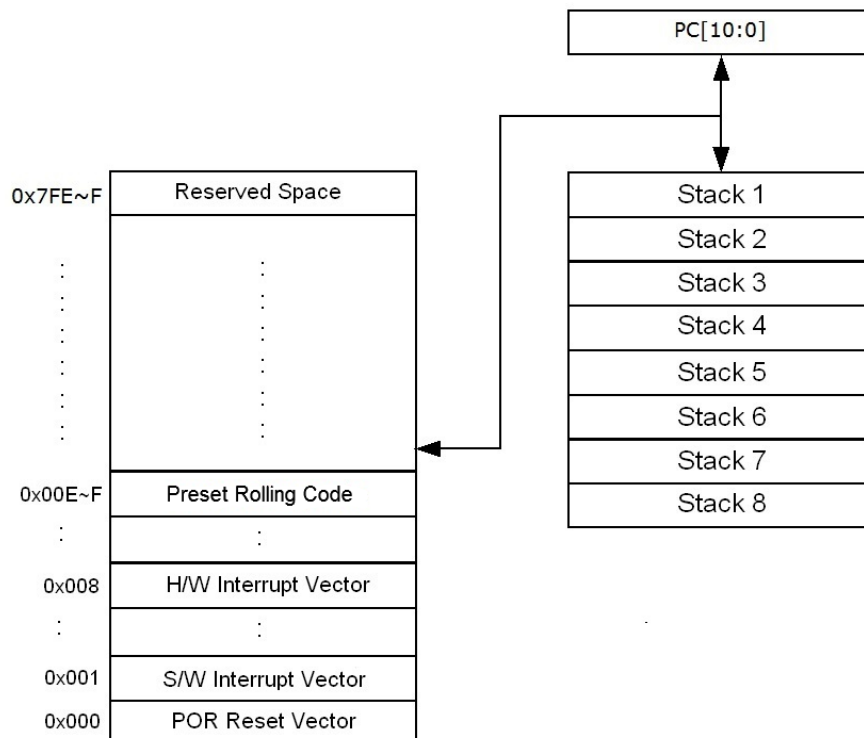 PC[10:0]
0x7FE~F Reserved Space
Stack 1
Stack 2
Stack 3
Stack 4
Stack 5
Stack 6
Stack 7
Stack 8
0x00E~F Preset Rolling Code
0x008 H/W Interrupt Vector
0x001 S/W Interrupt Vector
0x000 POR Reset Vector